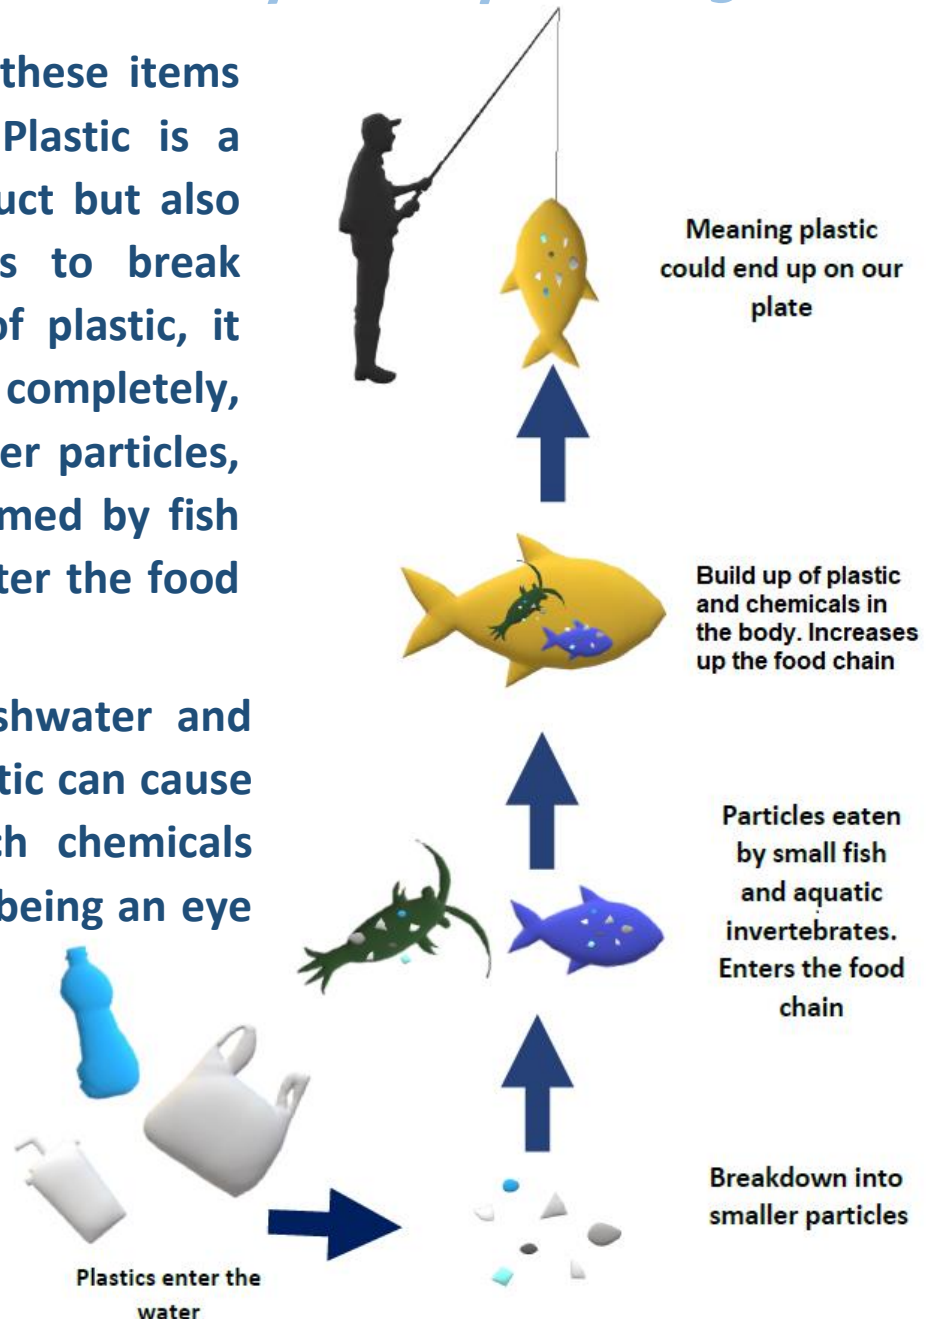 these items
Plastic is a
uct but also
s to break
of plastic, it
completely,
er particles,
med by fish
ter the food
shwater and
tic can cause
th chemicals
being an eye
Meaning plastic
could end up on our
plate
Build up of plastic
and chemicals in
the body. Increases
up the food chain
Particles eaten
by small fish
and aquatic
invertebrates.
Enters the food
chain
Breakdown into
smaller particles
Plastics enter the
water